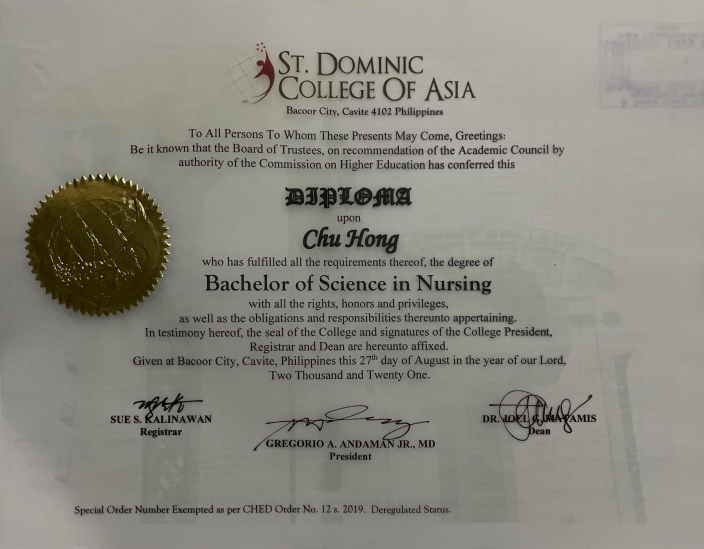 ST. DOMINIC
COLLEGE OF ASIA
Bacoor City, Cavite 4102 Philippines
To All Persons To Whom These Presents May Come, Greetings:
Be it known that the Board of Trustees, on recommendation of the Academic Council by
authority of the Commission on Higher Education has conferred this
DIPLOMA
upon
Chu Hong
who has fulfilled all the requirements thereof, the degree of
Bachelor of Science in Nursing
with all the rights, honors and privileges,
as well as the obligations and responsibilities thereunto appertaining.
In testimony hereof, the seal of the College and signatures of the College President,
Registrar and Dean are hereunto affixed.
Given at Bacoor City, Cavite, Philippines this 27th day of August in the year of our Lord,
Two Thousand and Twenty One.
SUE S. KALINAWAN
Registrar
GREGORIO A. ANDAMAN JR., MD
President
DR. JOEL
Dean
Special Order Number Exempted as per CHED Order No. 12 s. 2019. Deregulated Status.